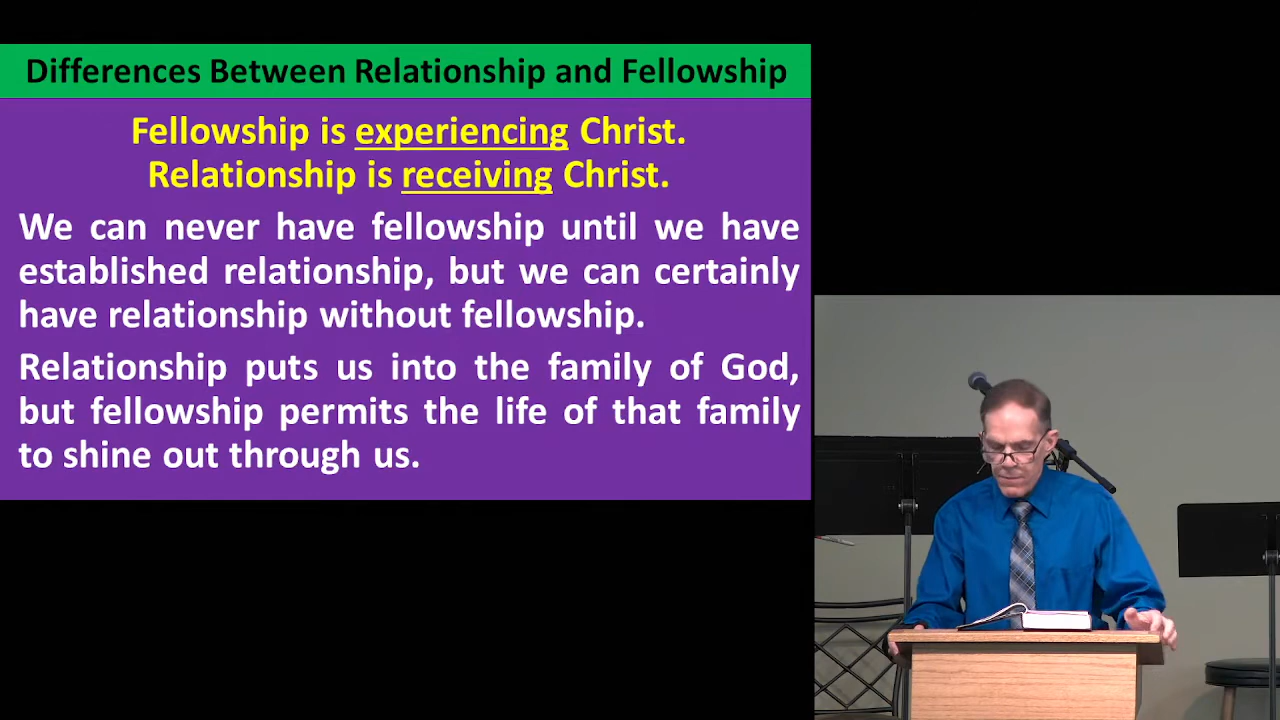 Differences Between Relationship and Fellowship
Fellowship is experiencing Christ.
Relationship is receiving Christ.
We can never have fellowship until we have
established relationship, but we can certainly
have relationship without fellowship.
Relationship puts us into the family of God,
but fellowship permits the life of that family
to shine out through us.